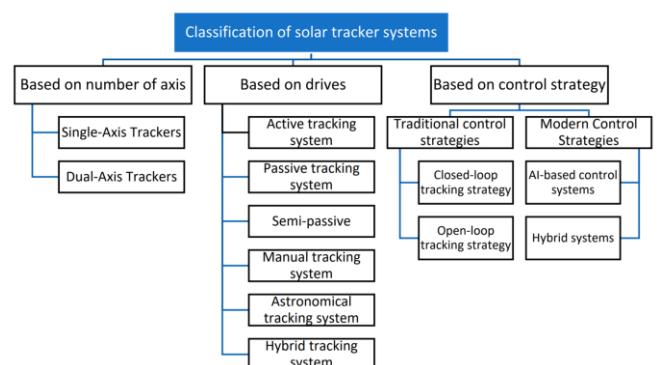 Classification of solar tracker systems
Based on number of axis
Based on drives
Based on control strategy
Single-Axis Trackers
Dual-Axis Trackers
Active tracking
system
Passive tracking
system
Semi-passive
Manual tracking
system
Astronomical
tracking system
Hybrid tracking
system
Traditional control
strategies
Closed-loop
tracking strategy
Open-loop
tracking strategy
Modern Control
Strategies
AI-based control
systems
Hybrid systems